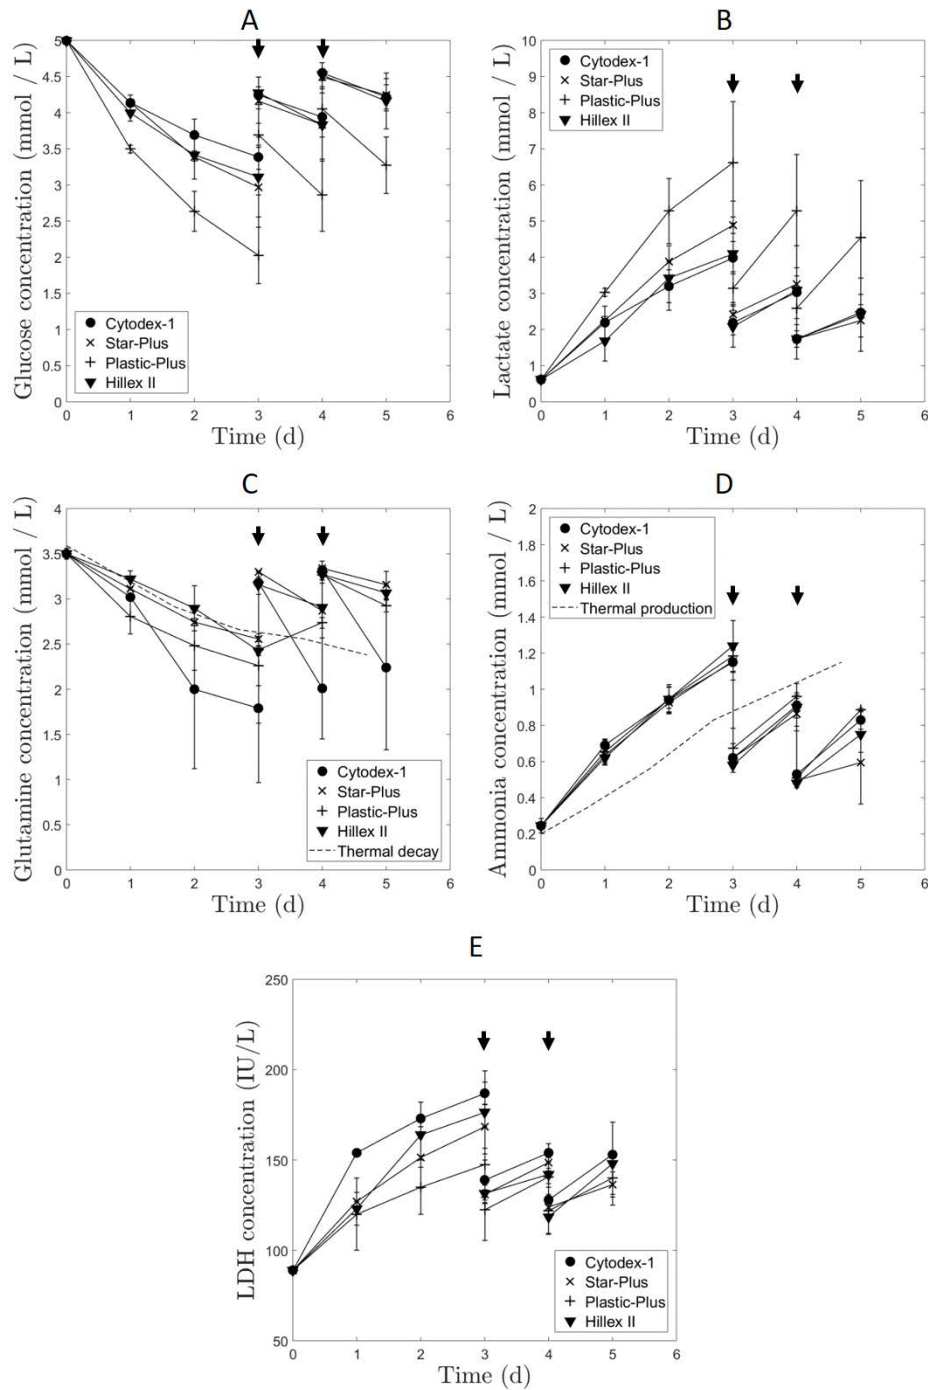 A
Glucose concentration (mmol / L)
5
4.5
4
3.5
3
2.5
2
1.5
1
0.5
0
Cytodex-1
Star-Plus
Plastic-Plus
Hillex II
0 1 2 3 4 5 6
Time (d)
B
Lactate concentration (mmol / L)
10
9
8
7
6
5
4
3
2
1
0
Cytodex-1
Star-Plus
Plastic-Plus
Hillex II
0 1 2 3 4 5 6
Time (d)
C
Glutamine concentration (mmol / L)
4
3.5
3
2.5
2
1.5
1
0.5
0
Cytodex-1
Star-Plus
Plastic-Plus
Hillex II
Thermal decay
0 1 2 3 4 5 6
Time (d)
D
Ammonia concentration (mmol / L)
2
1.8
1.6
1.4
1.2
1
0.8
0.6
0.4
0.2
0
Cytodex-1
Star-Plus
Plastic-Plus
Hillex II
Thermal production
0 1 2 3 4 5 6
Time (d)
E
LDH concentration (IU/L)
250
200
150
100
50
Cytodex-1
Star-Plus
Plastic-Plus
Hillex II
0 1 2 3 4 5 6
Time (d)